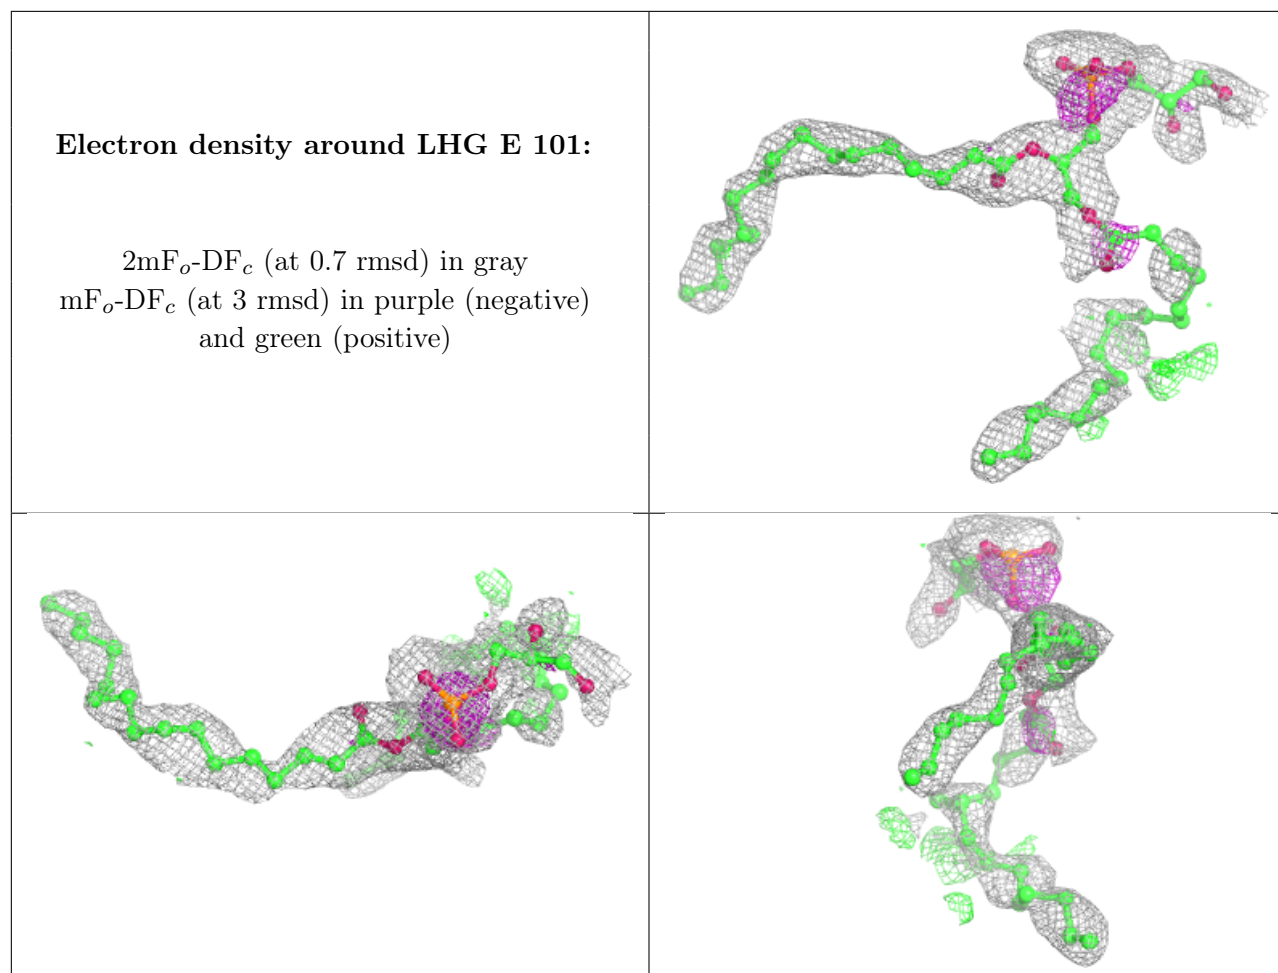 Electron density around LHG E 101:
2mFₒ-DF𝒸 (at 0.7 rmsd) in gray
mFₒ-DF𝒸 (at 3 rmsd) in purple (negative)
and green (positive)